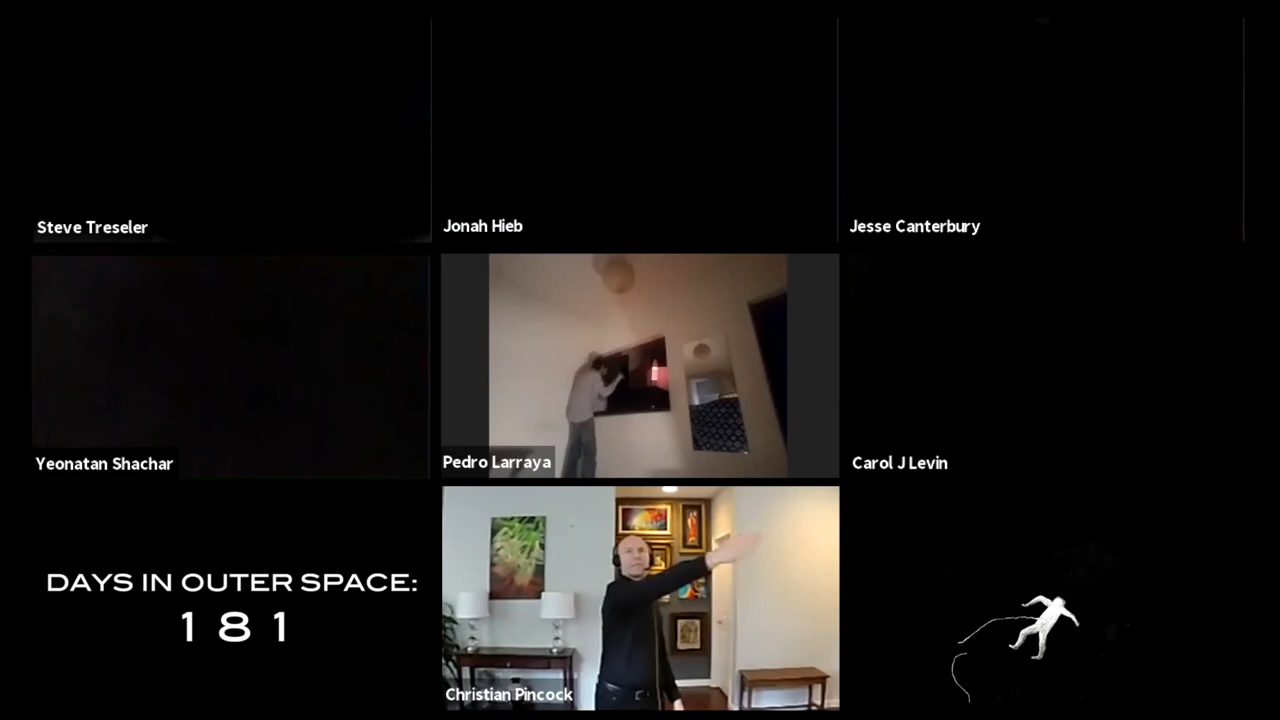 Steve Treseler
Jonah Hieb
Jesse Canterbury
Yeonatan Shachar
Pedro Larraya
Carol J Levin
DAYS IN OUTER SPACE:
181
Christian Pincock